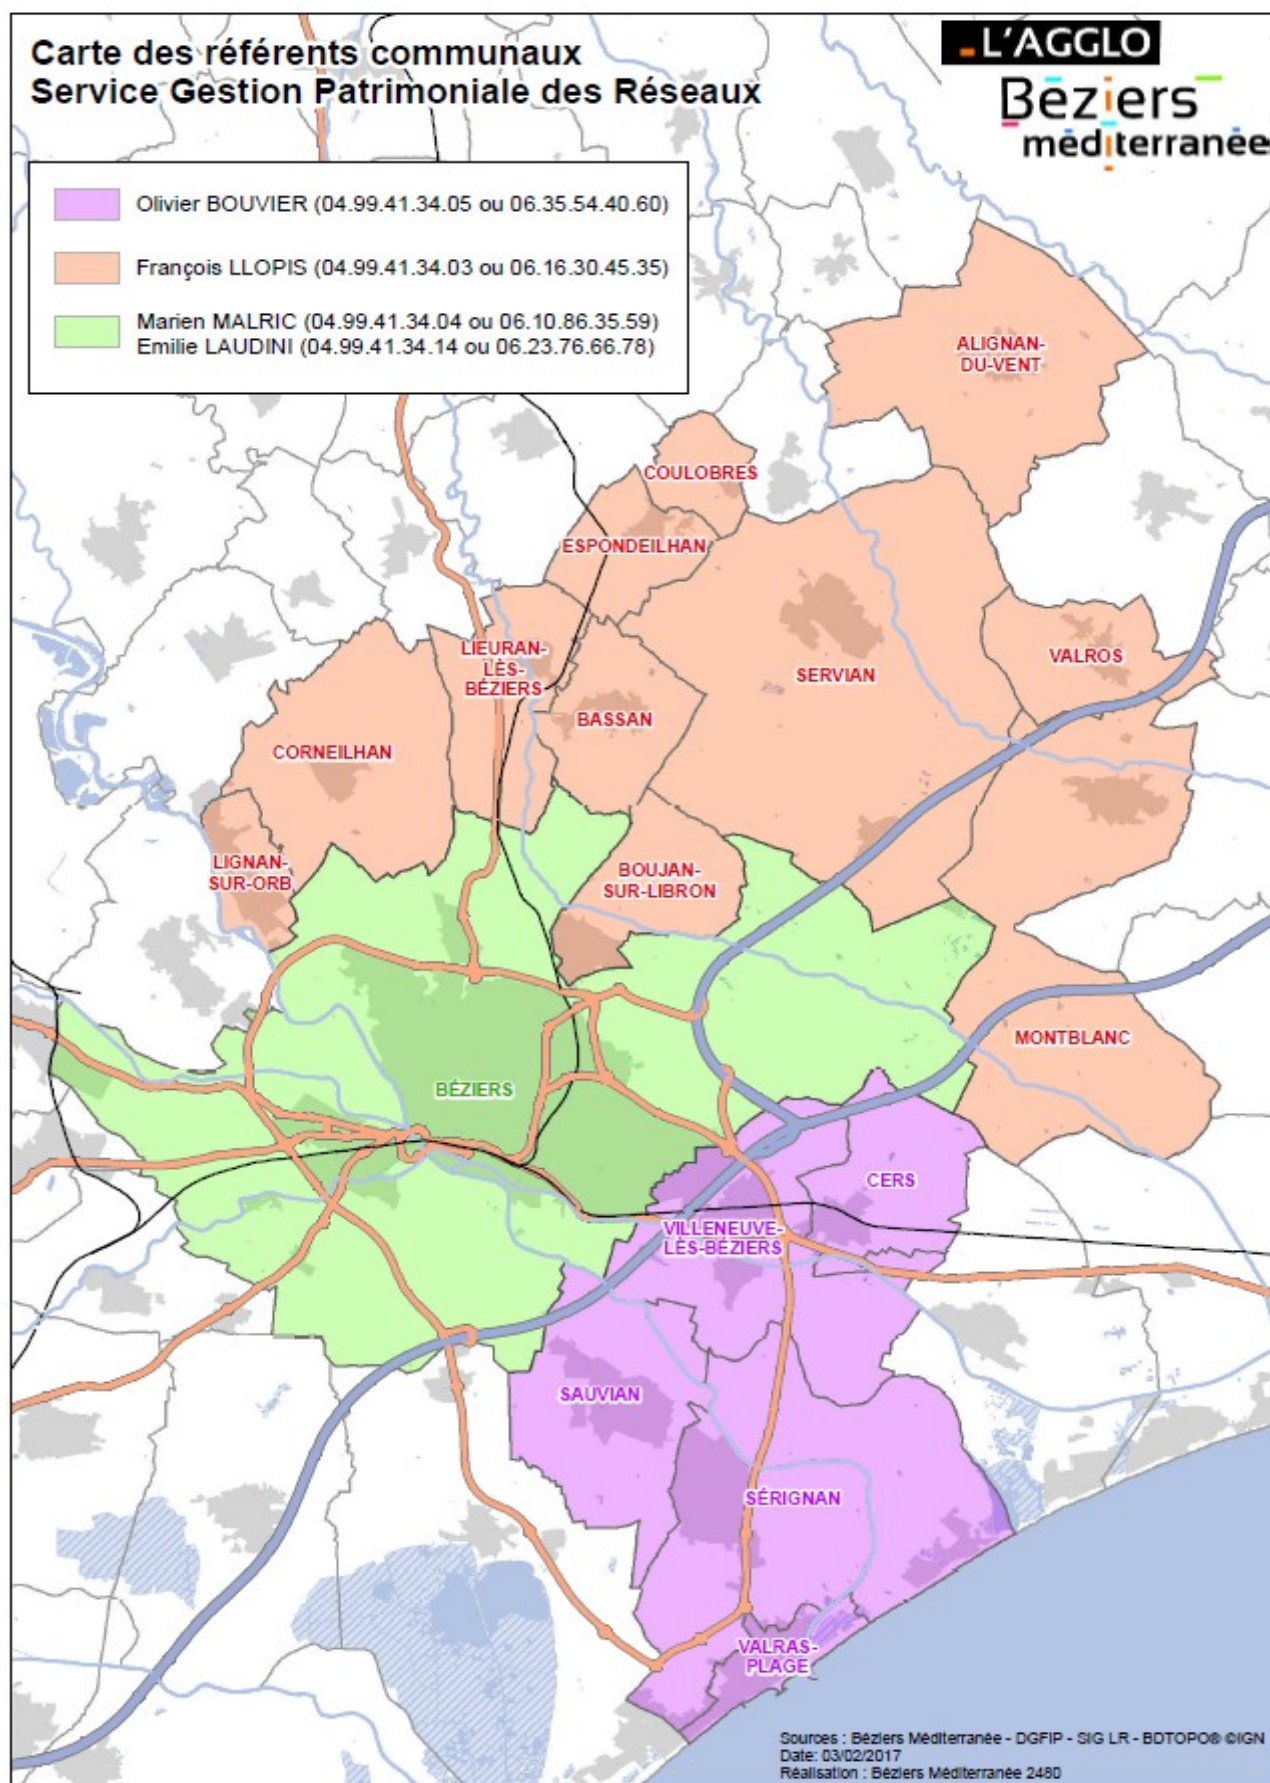 Carte des référents communaux
Service Gestion Patrimoniale des Réseaux
L'AGGLO
Béziers
méditerranée
Olivier BOUVIER (04.99.41.34.05 ou 06.35.54.40.60)
François LLOPIS (04.99.41.34.03 ou 06.16.30.45.35)
Marien MALRIC (04.99.41.34.04 ou 06.10.86.35.59)
Emilie LAUDINI (04.99.41.34.14 ou 06.23.76.66.78)
ALIGNAN-
DU-VENT
COULOBRES
ESPONDEILHAN
LIEURAN-
LÈS-
BÉZIERS
VALROS
SERVIAN
BASSAN
CORNEILHAN
LIGNAN-
SUR-ORB
BOUJAN-
SUR-LIBRON
MONTBLANC
BÉZIERS
CERS
VILLENEUVE-
LÈS-BÉZIERS
SAUVIAN
SÉRIGNAN
VALRAS-
PLAGE
Sources : Béziers Méditerranée - DGFIP - SIG LR - BDTOPO® ©IGN
Date: 03/02/2017
Réalisation : Béziers Méditerranée 2480